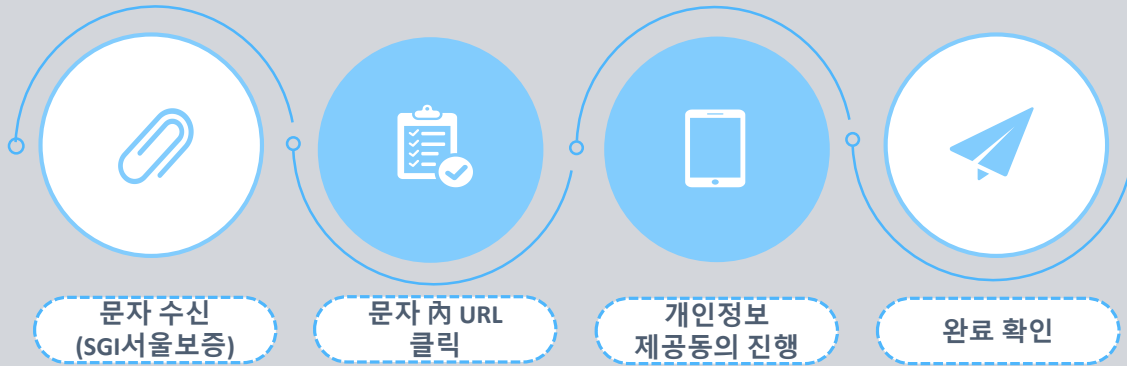 문자 수신
(SGI서울보증)
문자 內 URL
클릭
개인정보
제공동의 진행
완료 확인